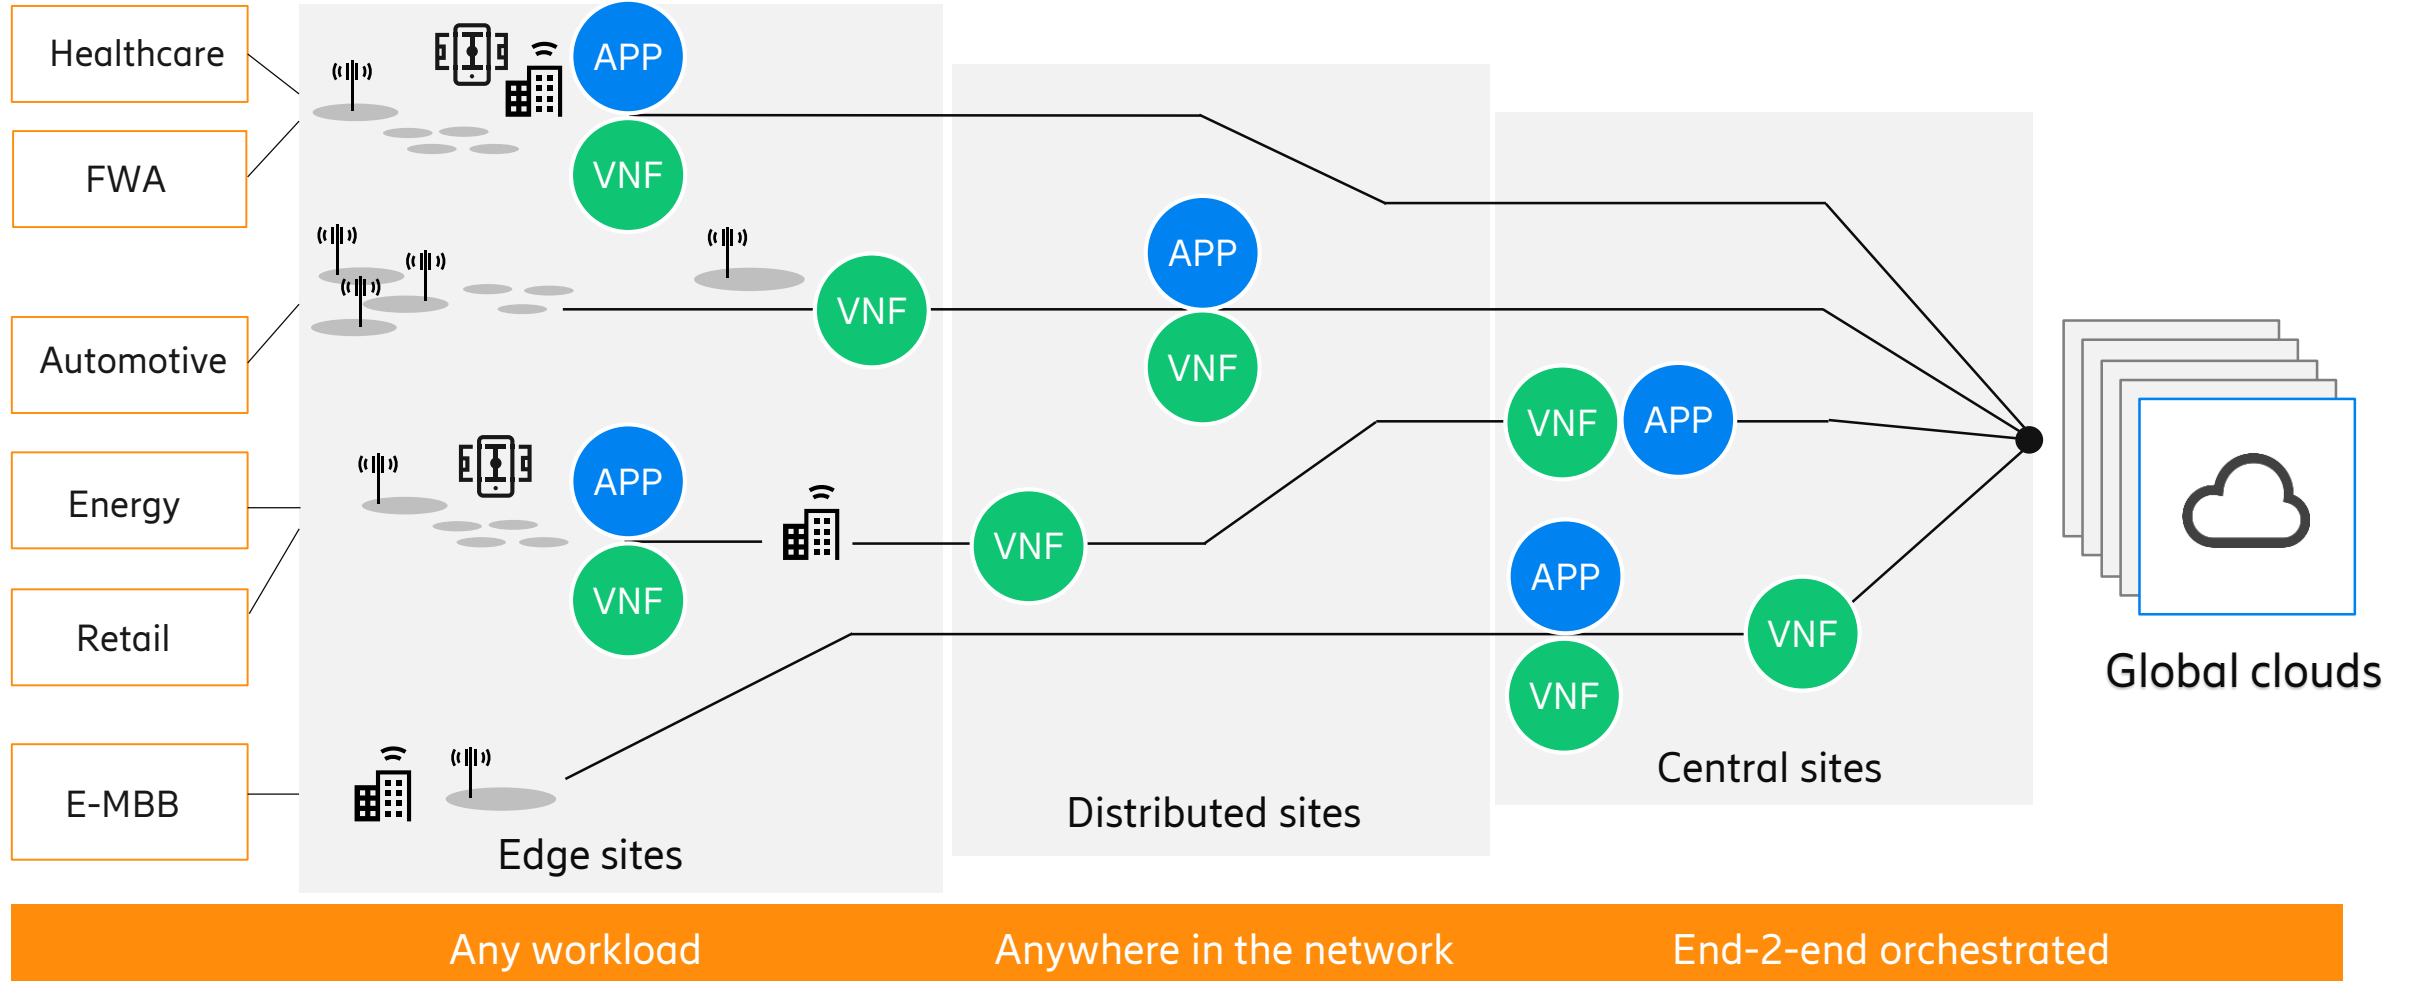 Healthcare
FWA
Automotive
Energy
Retail
E-MBB
APP
VNF
VNF
APP
VNF
APP
VNF
VNF
VNF
APP
APP
VNF
VNF
Edge sites
Distributed sites
Central sites
Global clouds
Any workload
Anywhere in the network
End-2-end orchestrated